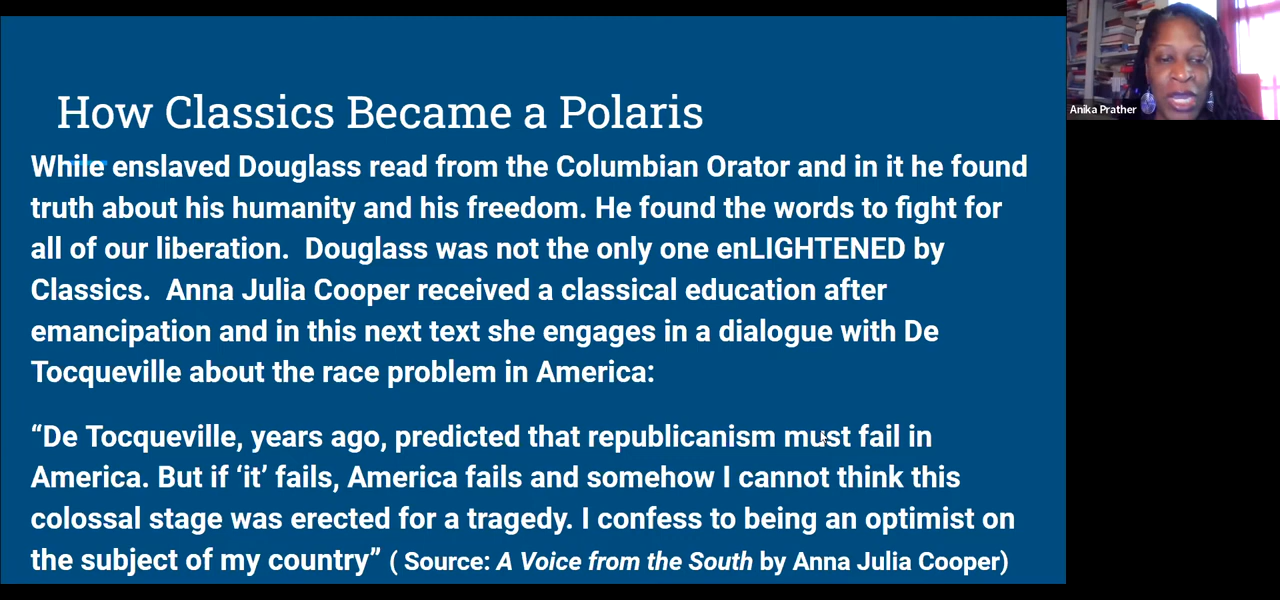 How Classics Became a Polaris
While enslaved Douglass read from the Columbian Orator and in it he found
truth about his humanity and his freedom. He found the words to fight for
all of our liberation.  Douglass was not the only one enLIGHTENED by
Classics.  Anna Julia Cooper received a classical education after
emancipation and in this next text she engages in a dialogue with De
Tocqueville about the race problem in America:
“De Tocqueville, years ago, predicted that republicanism must fail in
America. But if ‘it’ fails, America fails and somehow I cannot think this
colossal stage was erected for a tragedy. I confess to being an optimist on
the subject of my country” ( Source: A Voice from the South by Anna Julia Cooper)
Anika Prather